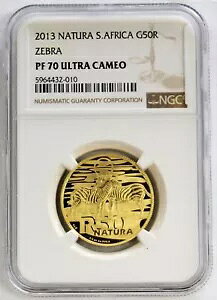 2013 NATURA S.AFRICA G50R
ZEBRA
PF 70 ULTRA CAMEO
5964432-010
NUMISMATIC GUARANTY CORPORATION
NGC
R50
NATURA